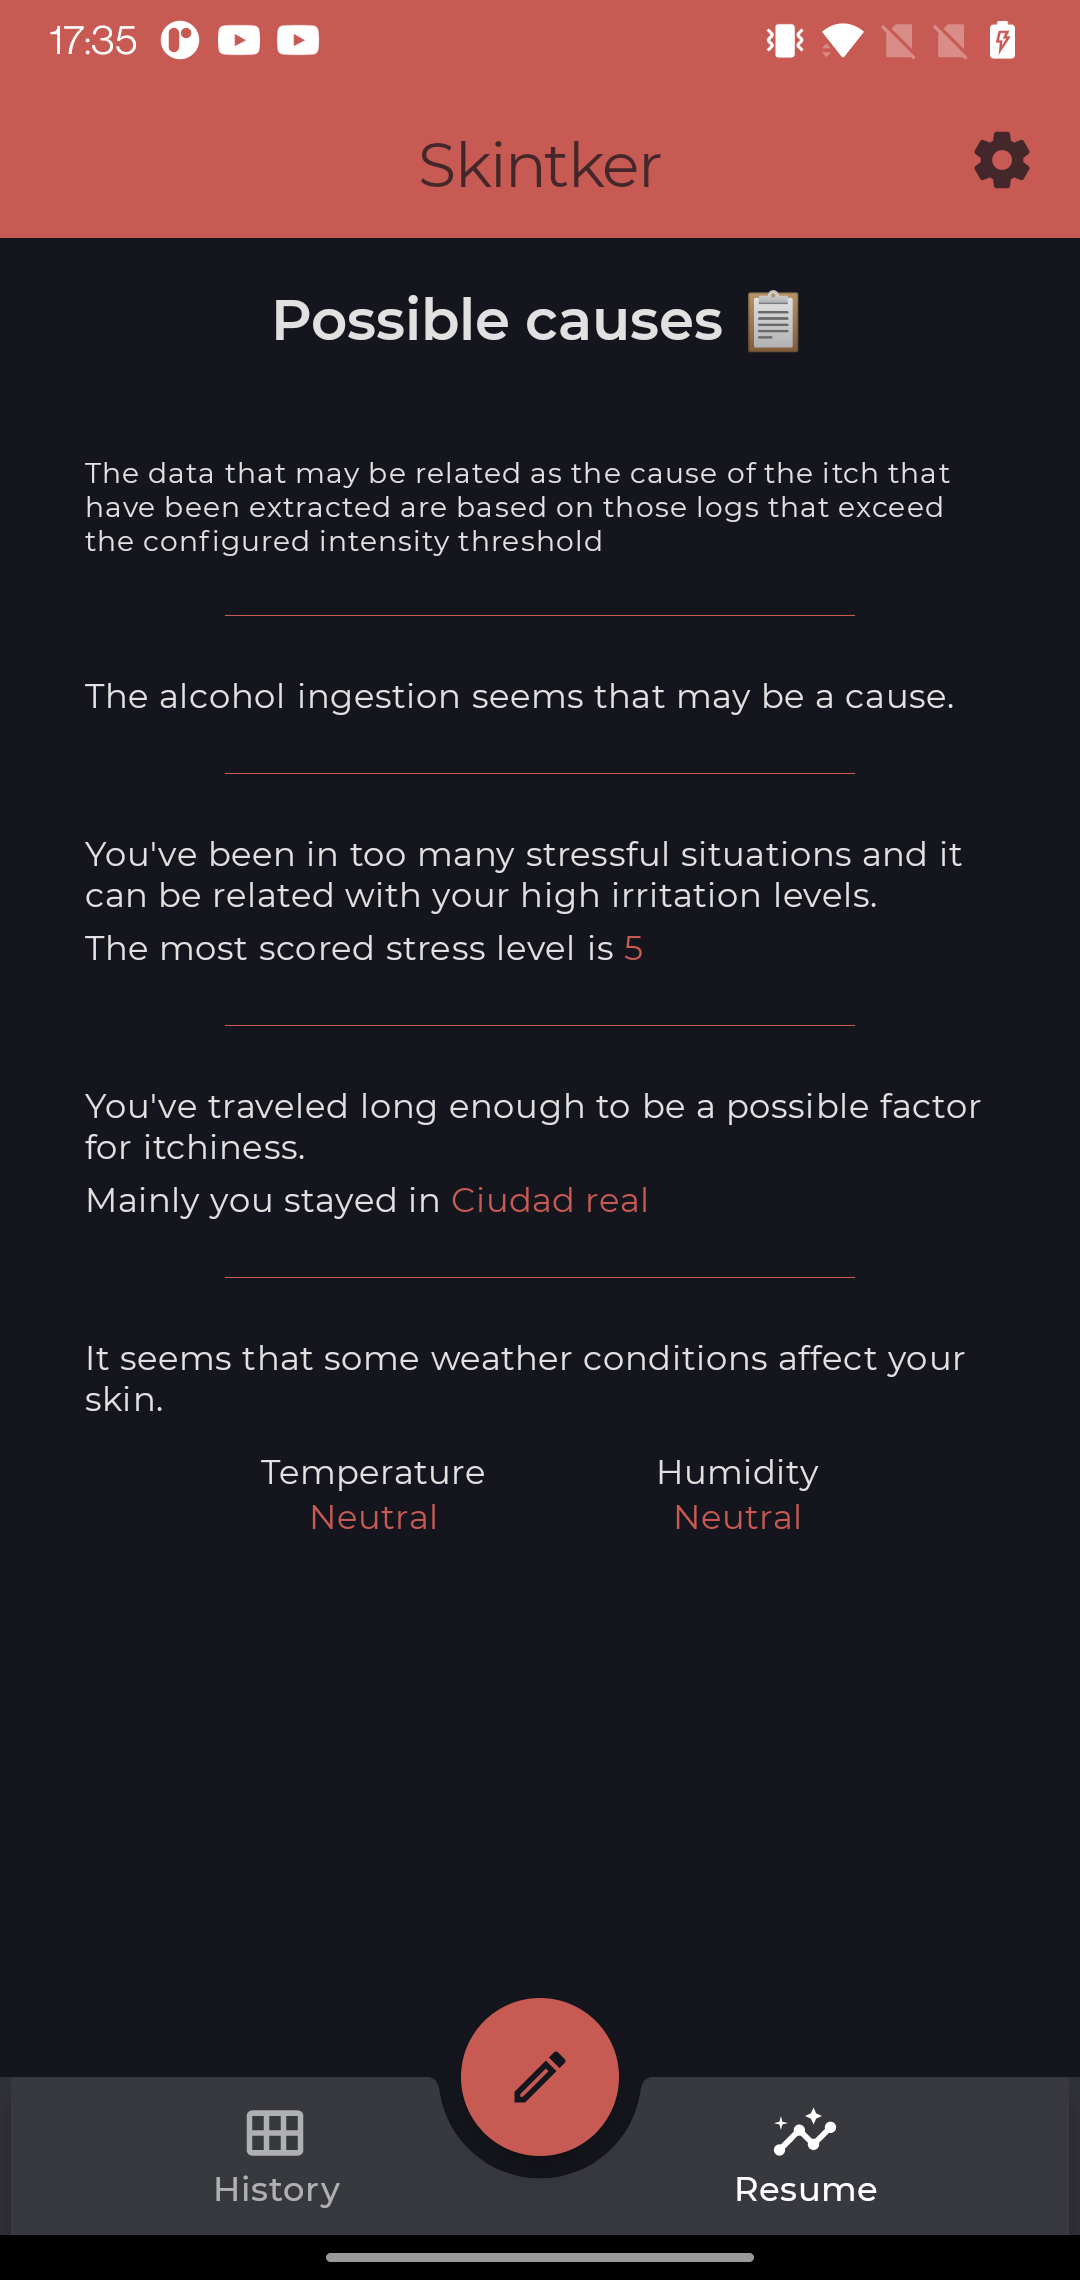 17:35
Skintker
Possible causes 📋
The data that may be related as the cause of the itch that
have been extracted are based on those logs that exceed
the configured intensity threshold
The alcohol ingestion seems that may be a cause.
You've been in too many stressful situations and it
can be related with your high irritation levels.
The most scored stress level is 5
You've traveled long enough to be a possible factor
for itchiness.
Mainly you stayed in Ciudad real
It seems that some weather conditions affect your
skin.
Temperature Humidity
Neutral Neutral
History Resume